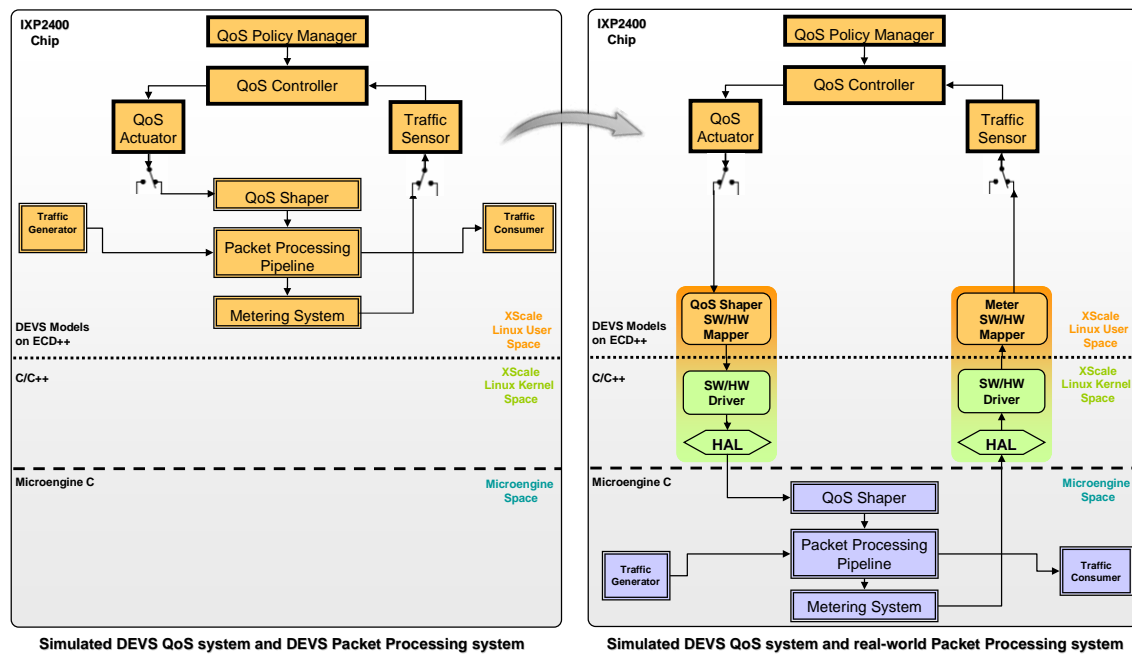 IXP2400
Chip
QoS Policy Manager
QoS Controller
QoS
Actuator
Traffic
Sensor
QoS Shaper
Traffic
Generator
Packet Processing
Pipeline
Traffic
Consumer
Metering System
DEVS Models
on ECD++
XScale
Linux User
Space
C/C++
XScale
Linux Kernel
Space
Microengine C
Microengine
Space
Simulated DEVS QoS system and DEVS Packet Processing system
IXP2400
Chip
QoS Policy Manager
QoS Controller
QoS
Actuator
Traffic
Sensor
QoS Shaper
SW/HW
Mapper
Meter
SW/HW
Mapper
DEVS Models
on ECD++
XScale
Linux User
Space
C/C++
XScale
Linux Kernel
Space
SW/HW
Driver
SW/HW
Driver
HAL
HAL
Microengine C
Microengine
Space
QoS Shaper
Packet Processing
Pipeline
Traffic
Generator
Traffic
Consumer
Metering System
Simulated DEVS QoS system and real-world Packet Processing system